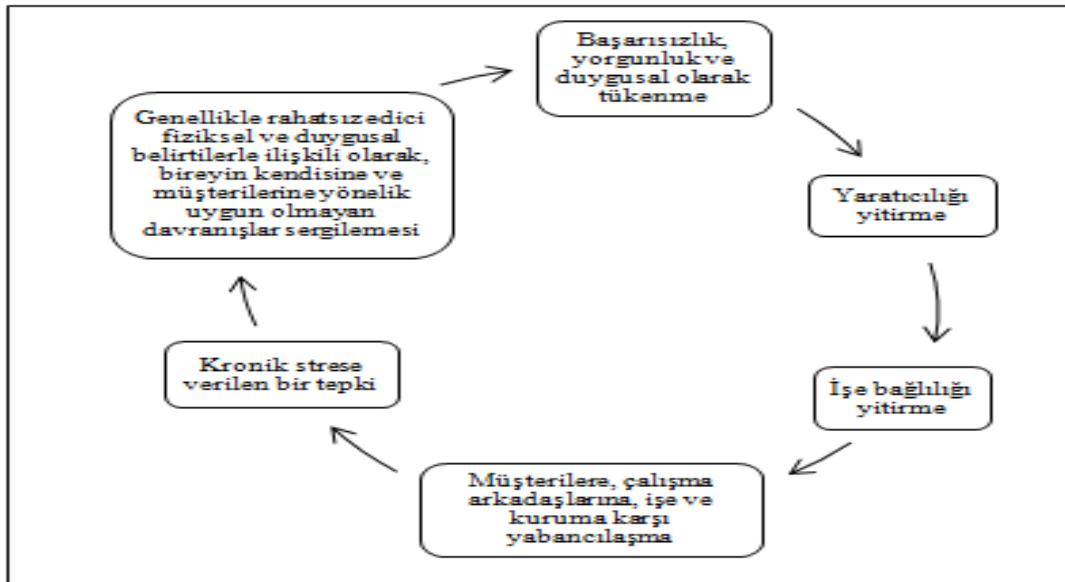 Başarısızlık,
yorgunluk ve
duygusal olarak
tükenme
Yaratıcılığı
yitirme
İşe bağlılığı
yitirme
Müşterilere, çalışma
arkadaşlarına, işe ve
kuruma karşı
yabancılaşma
Kronik strese
verilen bir tepki
Genellikle rahatsız edici
fiziksel ve duygusal
belirtilerle ilişkili olarak,
bireyin kendisine ve
müşterilerine yönelik
uygun olmayan
davranışlar sergilemesi